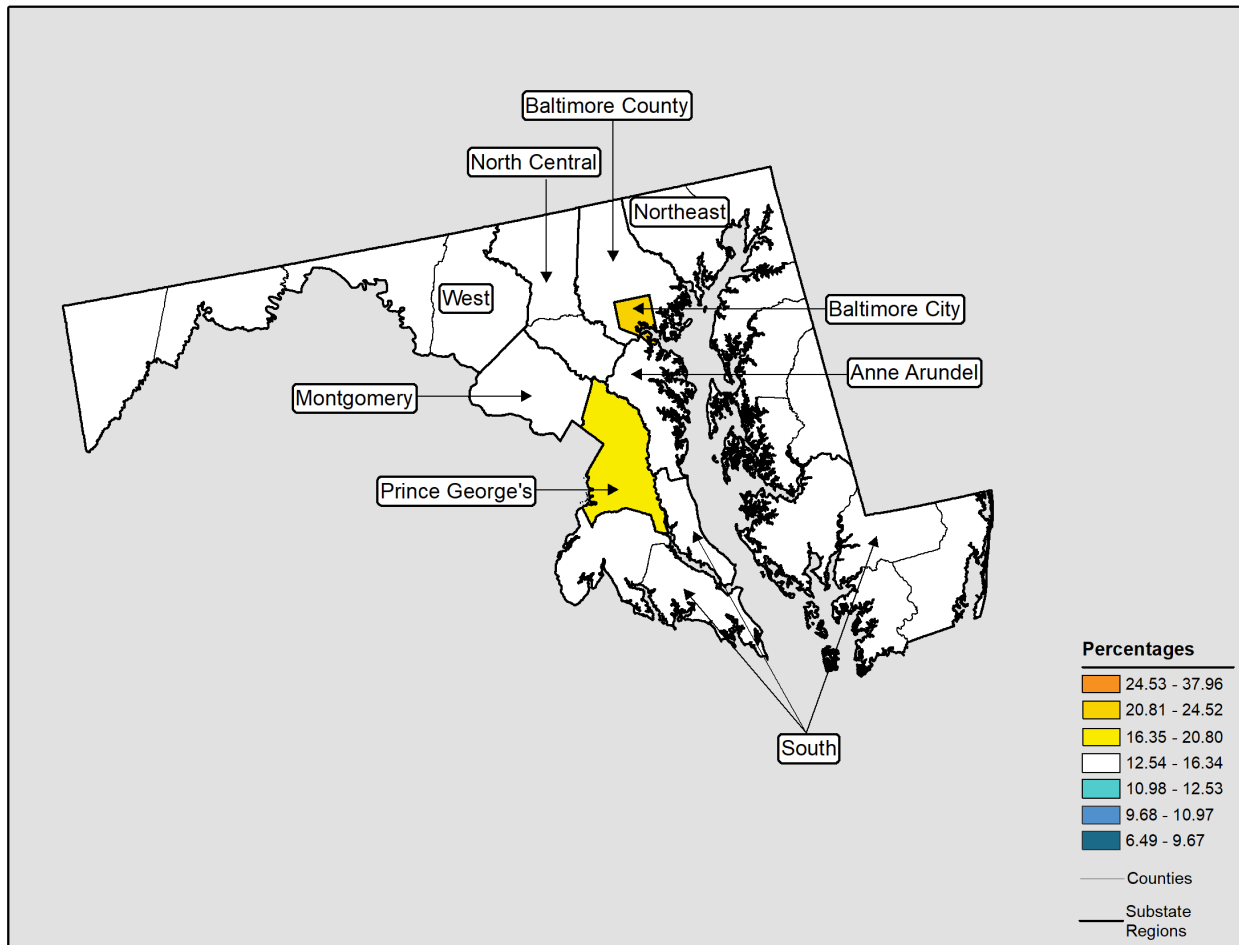 Baltimore County
North Central
Northeast
West
Baltimore City
Anne Arundel
Montgomery
Prince George's
South
Percentages
24.53 - 37.96
20.81 - 24.52
16.35 - 20.80
12.54 - 16.34
10.98 - 12.53
9.68 - 10.97
6.49 - 9.67
Counties
Substate
Regions